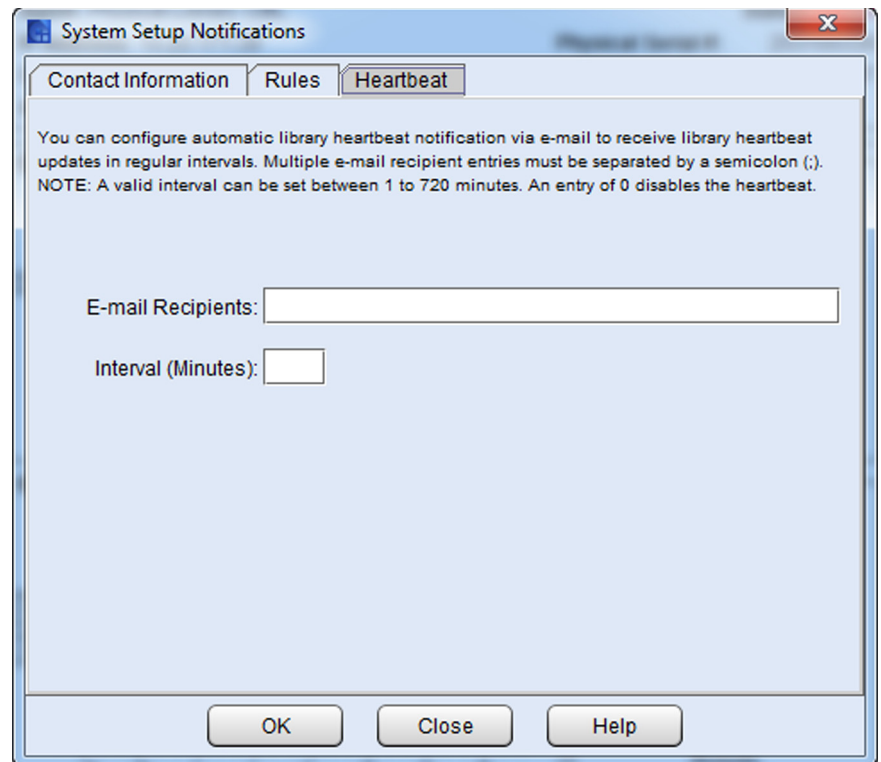 System Setup Notifications
Physical Serial #:
Contact Information Rules Heartbeat
You can configure automatic library heartbeat notification via e-mail to receive library heartbeat
updates in regular intervals. Multiple e-mail recipient entries must be separated by a semicolon (;).
NOTE: A valid interval can be set between 1 to 720 minutes. An entry of 0 disables the heartbeat.
E-mail Recipients:
Interval (Minutes):
OK Close Help